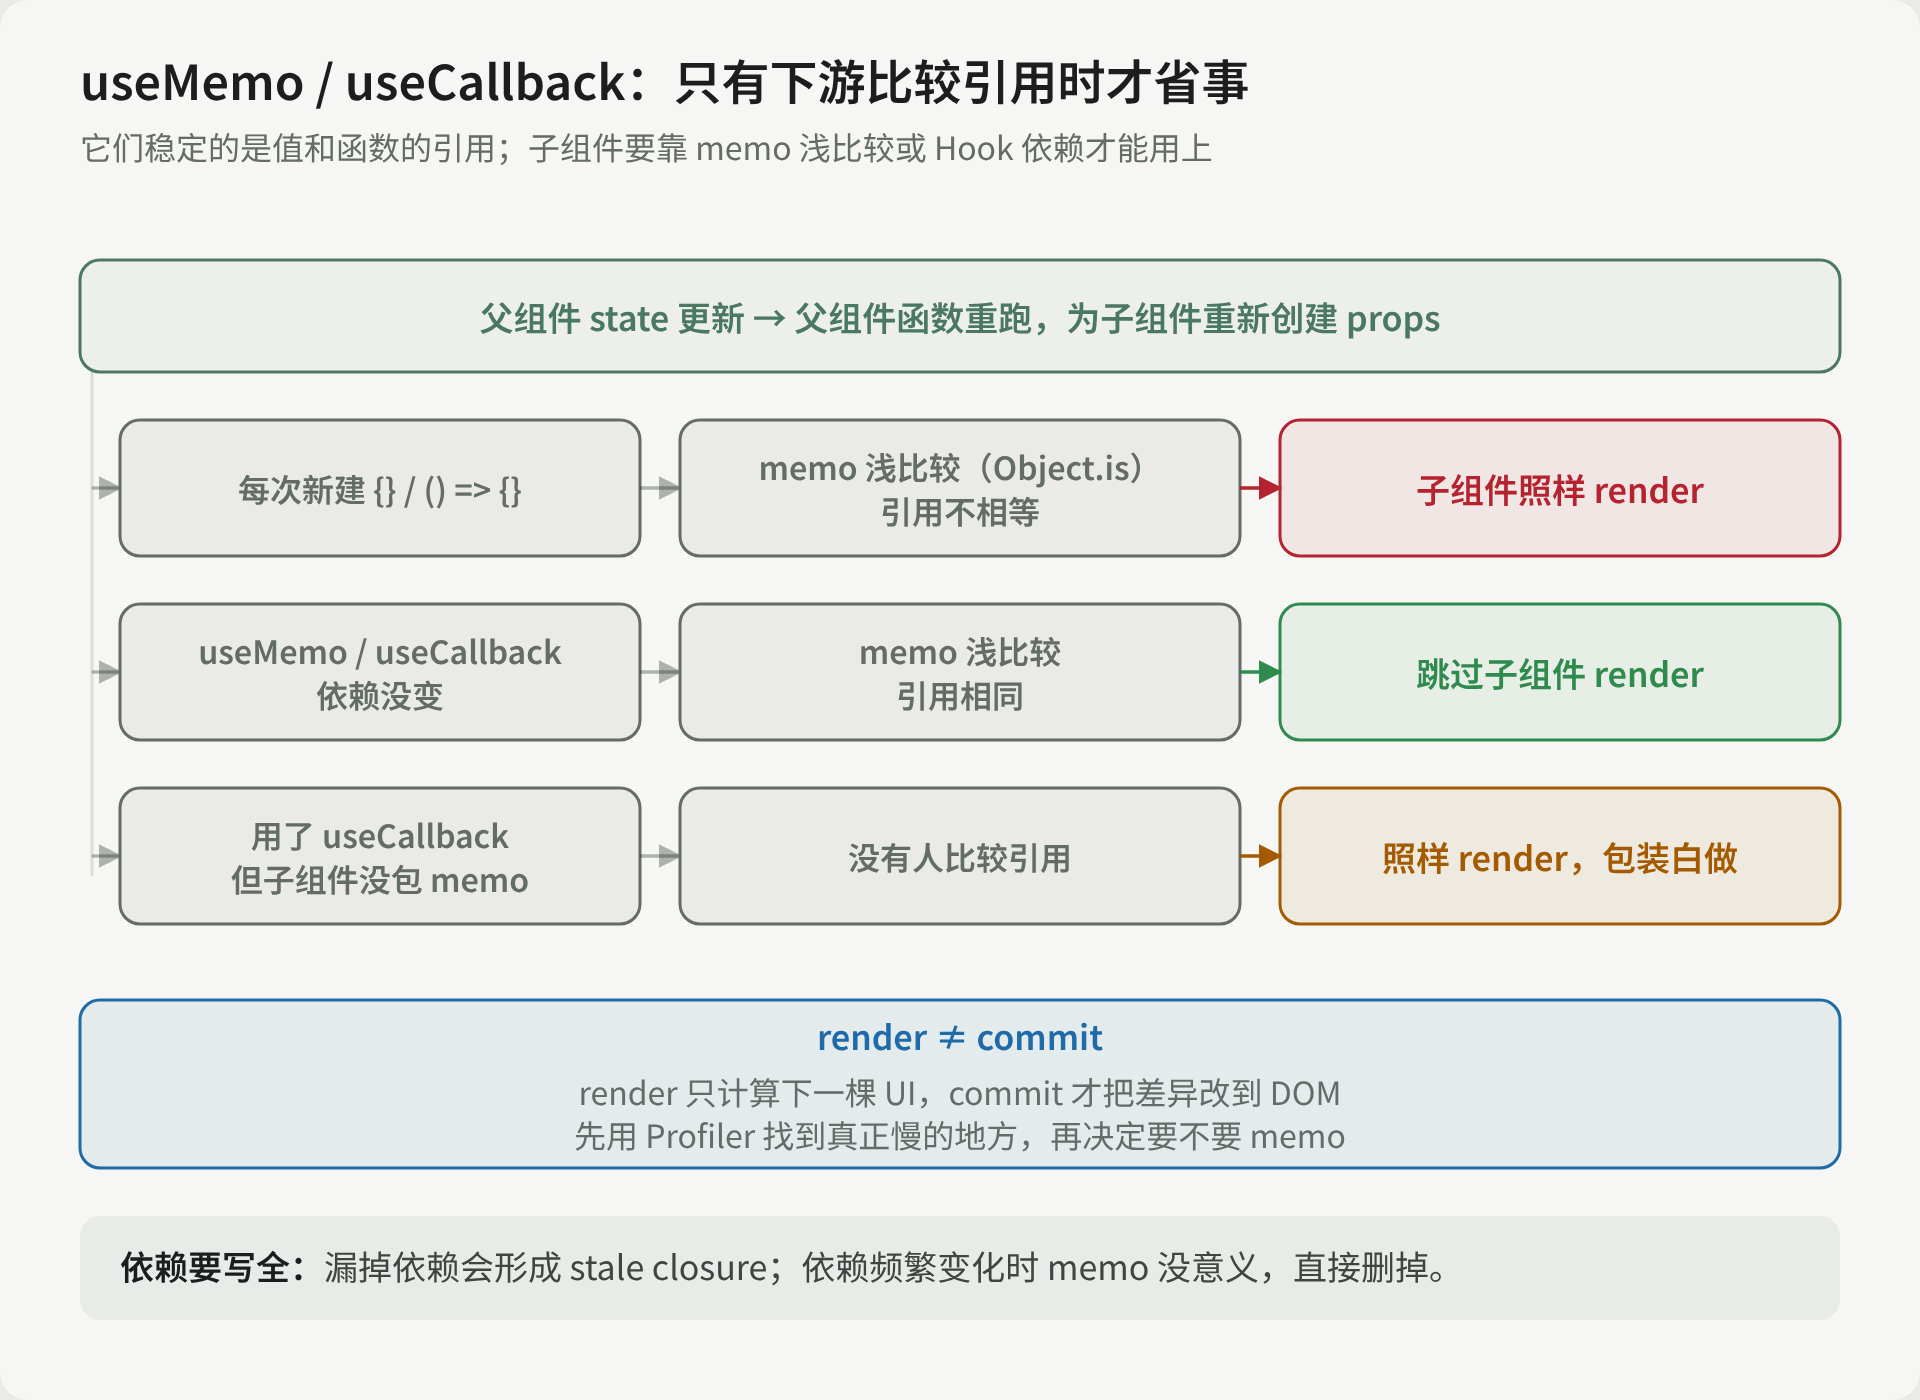 useMemo / useCallback：只有下游比较引用时才省事
它们稳定的是值和函数的引用；子组件要靠 memo 浅比较或 Hook 依赖才能用上
父组件 state 更新 → 父组件函数重跑，为子组件重新创建 props
每次新建 {} / () => {}
memo 浅比较（Object.is）
引用不相等
子组件照样 render
useMemo / useCallback
依赖没变
memo 浅比较
引用相同
跳过子组件 render
用了 useCallback
但子组件没包 memo
没有人比较引用
照样 render，包装白做
render ≠ commit
render 只计算下一棵 UI，commit 才把差异改到 DOM
先用 Profiler 找到真正慢的地方，再决定要不要 memo
依赖要写全：漏掉依赖会形成 stale closure；依赖频繁变化时 memo 没意义，直接删掉。